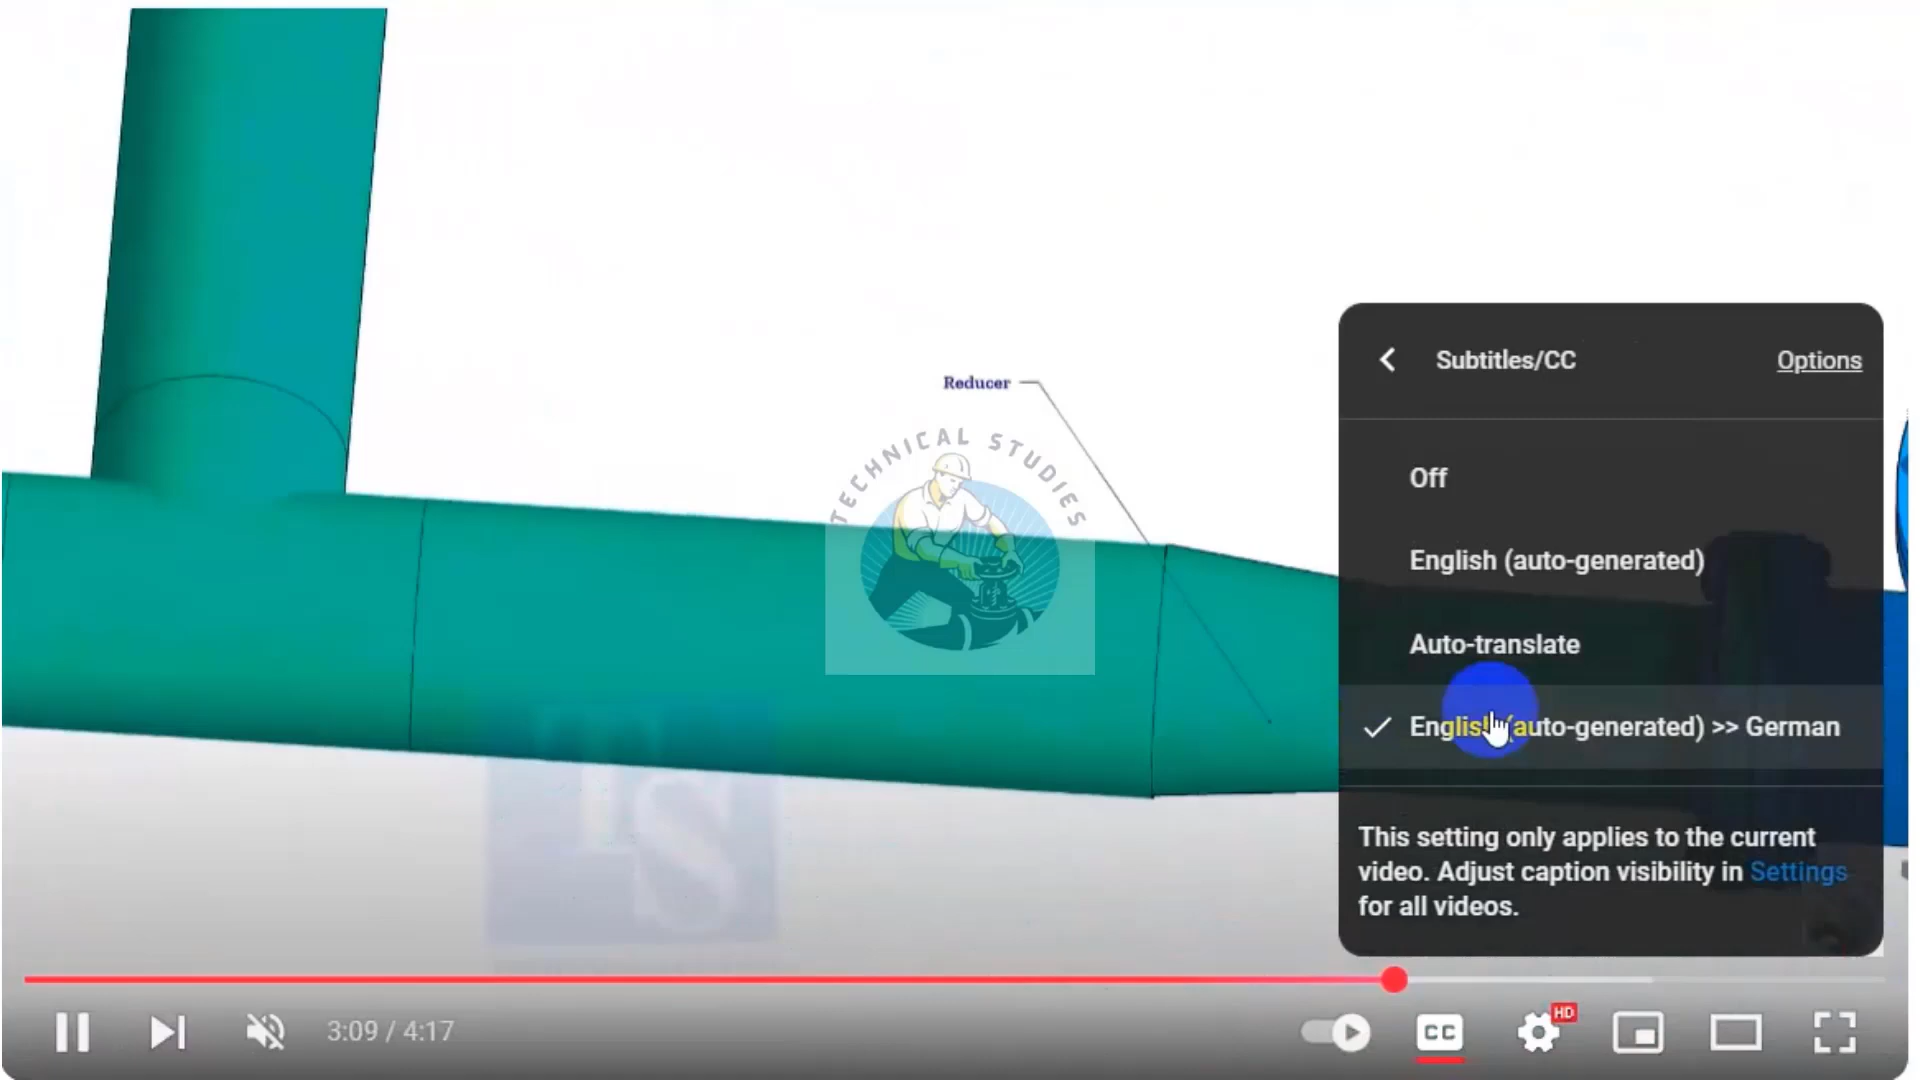 Reducer
TECHNICAL STUDIES
TS
Subtitles/CC
Options
Off
English (auto-generated)
Auto-translate
English (auto-generated) >> German
This setting only applies to the current
video. Adjust caption visibility in Settings
for all videos.
3:09 / 4:17
CC
HD